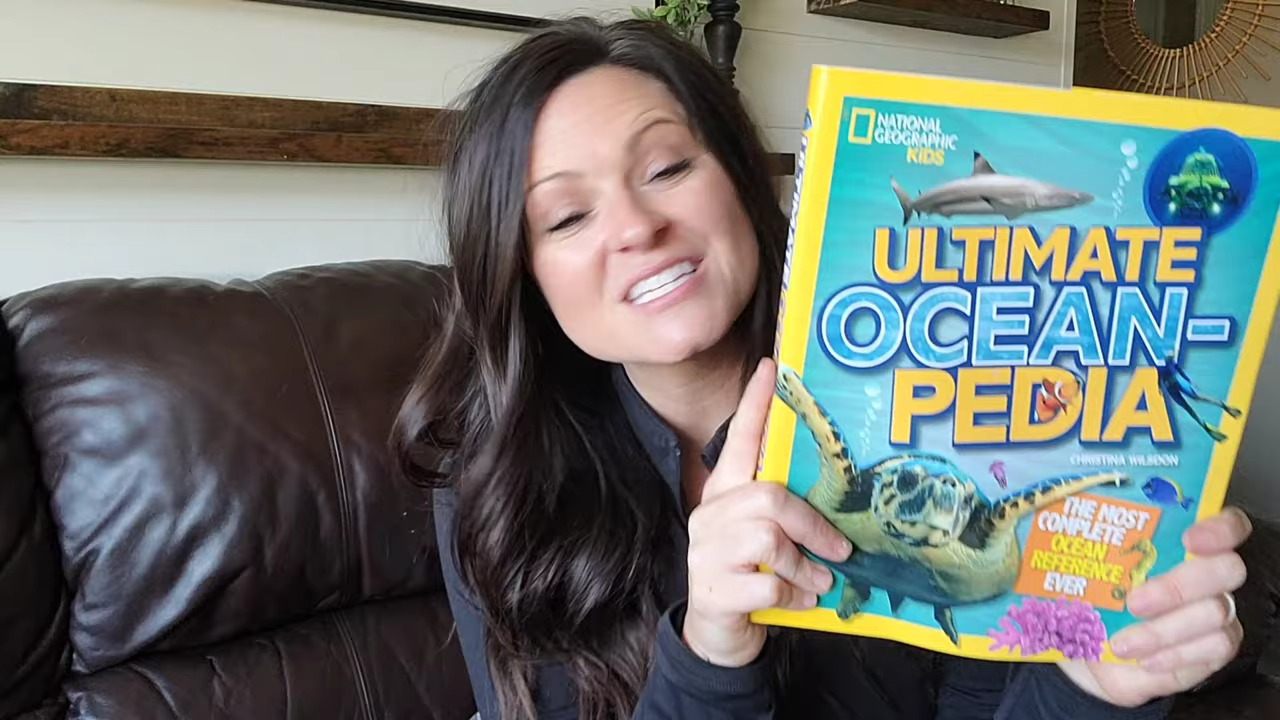 NATIONAL
GEOGRAPHIC
KIDS
ULTIMATE
OCEAN-
PEDIA
CHRISTINA WILSDON
THE MOST
COMPLETE
OCEAN
REFERENCE
EVER